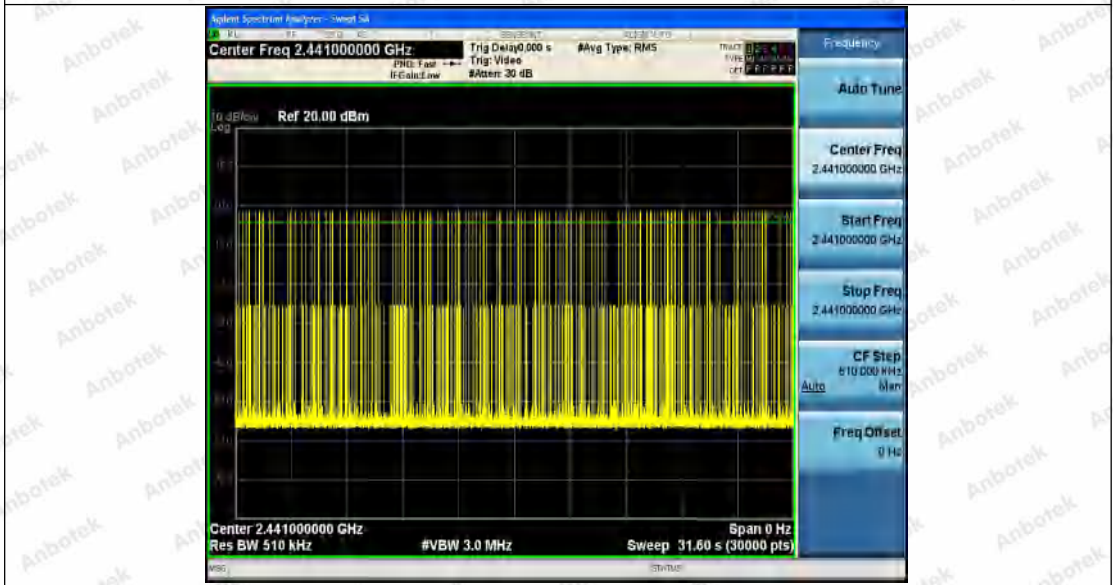 Agilent Spectrum Analyzer - Swept SA
Center Freq 2.441000000 GHz
PNO: Fast
IFGain:Low
Trig Delay0.000 s
Trig: Video
#Atten: 30 dB
#Avg Type: RMS
TRACE
TYPE
DET P P P P P P
Frequency
Auto Tune
10 dB/div
Log
Ref 20.00 dBm
Center Freq
2.441000000 GHz
Start Freq
2.441000000 GHz
Stop Freq
2.441000000 GHz
CF Step
510.000 kHz
Auto Man
Freq Offset
0 Hz
Center 2.441000000 GHz
Span 0 Hz
Res BW 510 kHz
#VBW 3.0 MHz
Sweep 31.60 s (30000 pts)
MSG
STATUS
Anbotek